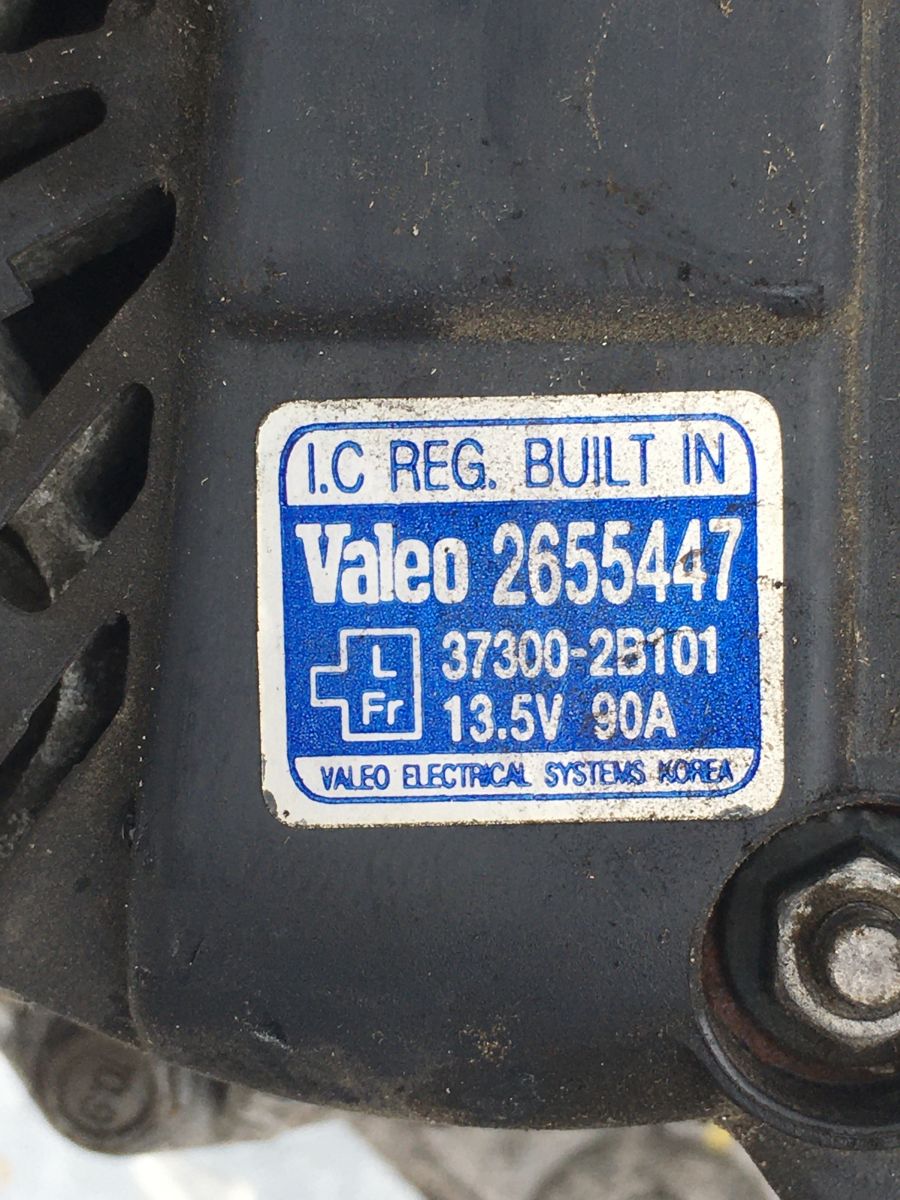 I.C REG. BUILT IN
Valeo 2655447
L
Fr
37300-2B101
13.5V 90A
VALEO ELECTRICAL SYSTEMS KOREA